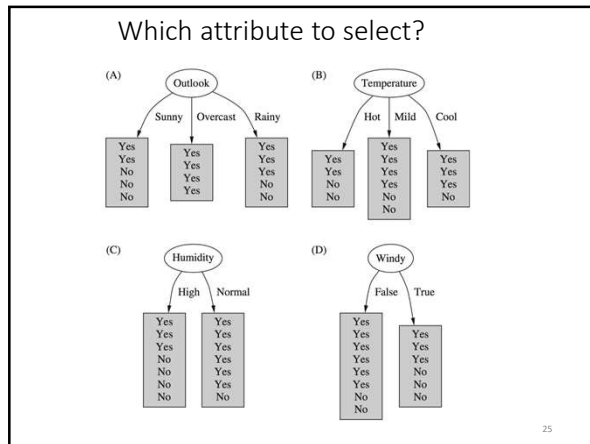 Which attribute to select?
(A)
Outlook
Sunny Overcast Rainy
Yes
Yes
No
No
No
Yes
Yes
Yes
Yes
Yes
Yes
Yes
No
No
(B)
Temperature
Hot Mild Cool
Yes
Yes
No
No
Yes
Yes
Yes
Yes
No
No
Yes
Yes
Yes
No
(C)
Humidity
High Normal
Yes
Yes
Yes
No
No
No
No
Yes
Yes
Yes
Yes
Yes
Yes
No
(D)
Windy
False True
Yes
Yes
Yes
Yes
Yes
Yes
No
No
Yes
Yes
Yes
No
No
No
25